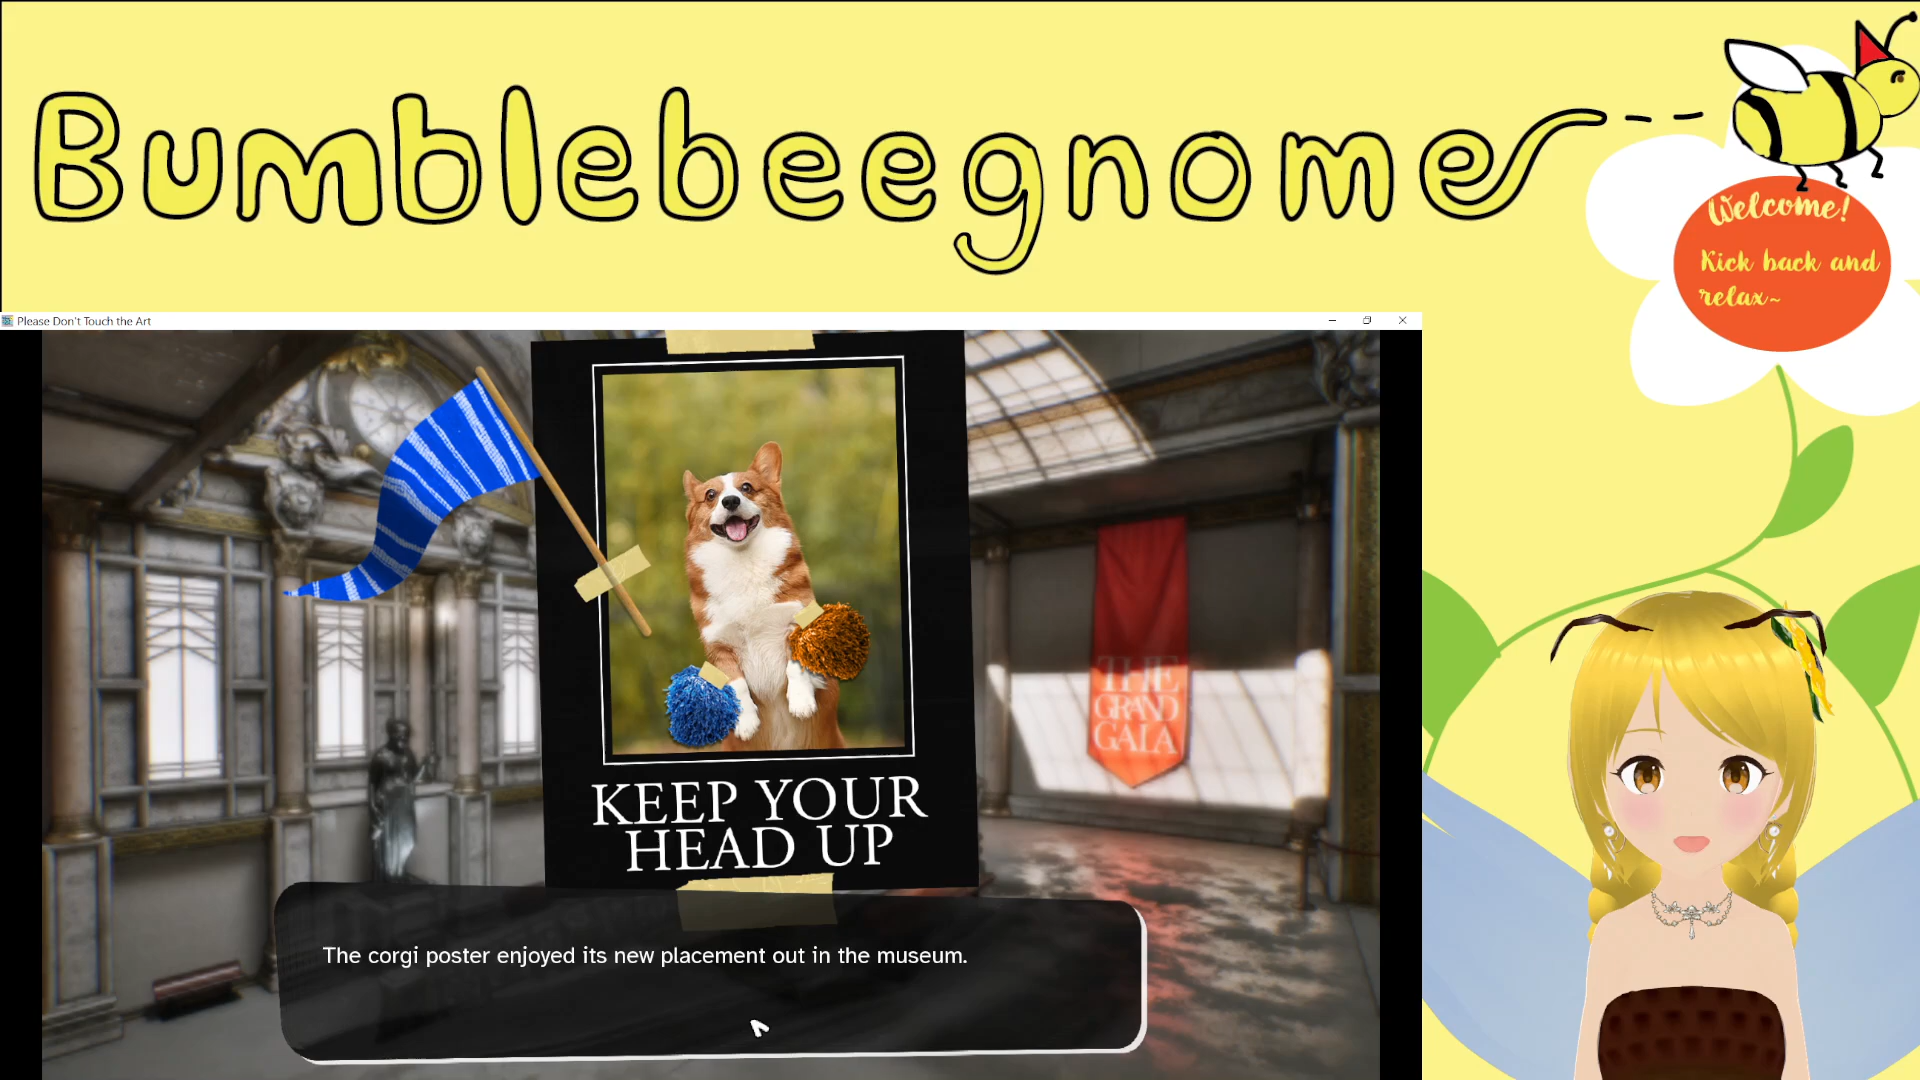 Bumblebeegnome
Welcome!
Kick back and
relax~
Please Don't Touch the Art
THE
GRAND
GALA
KEEP YOUR
HEAD UP
The corgi poster enjoyed its new placement out in the museum.